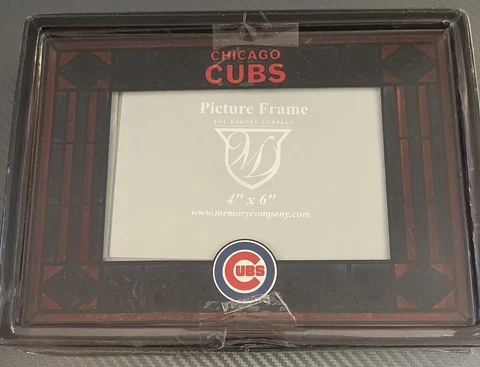 CHICAGO
CUBS
Picture Frame
THE MEMORY COMPANY
4" x 6"
www.memorycompany.com
CUBS